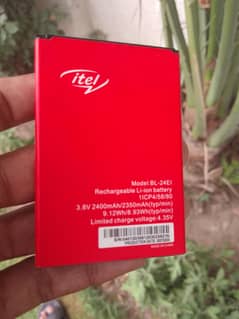 itel
Model BL-24EI
Rechargeable Li-ion battery
1ICP4/58/80
3.8V 2400mAh/2350mAh(typ/min)
9.12Wh/8.93Wh(typ/min)
Limited charge voltage 4.35V